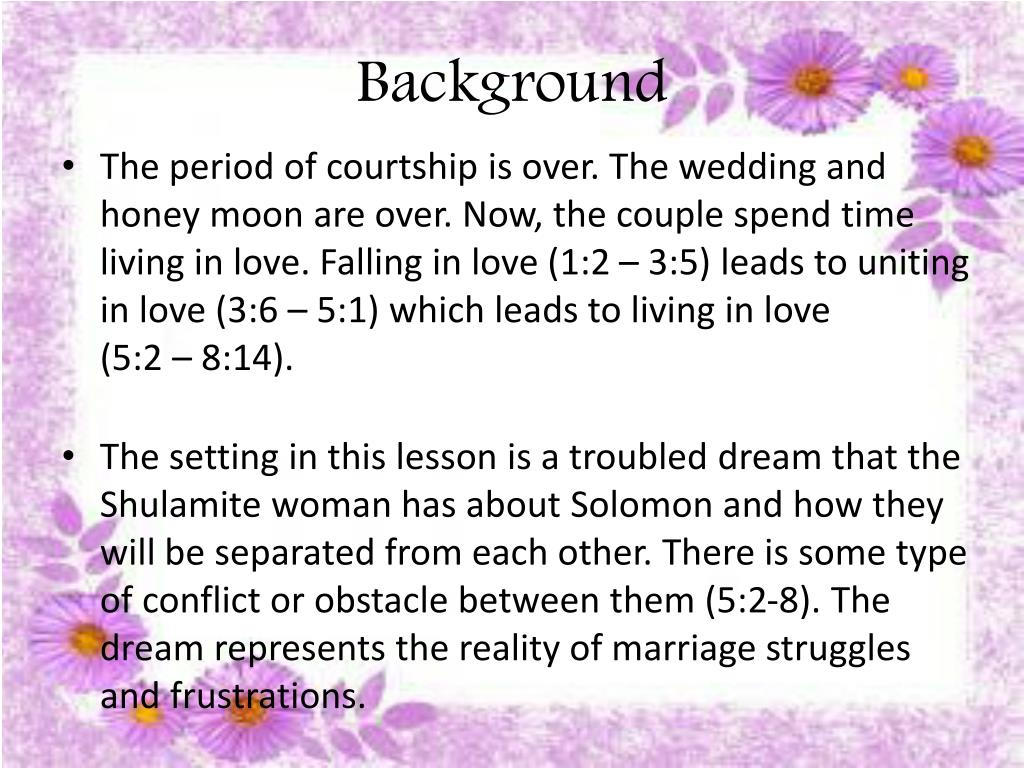 Background
• The period of courtship is over. The wedding and
honey moon are over. Now, the couple spend time
living in love. Falling in love (1:2 – 3:5) leads to uniting
in love (3:6 – 5:1) which leads to living in love
(5:2 – 8:14).
• The setting in this lesson is a troubled dream that the
Shulamite woman has about Solomon and how they
will be separated from each other. There is some type
of conflict or obstacle between them (5:2-8). The
dream represents the reality of marriage struggles
and frustrations.